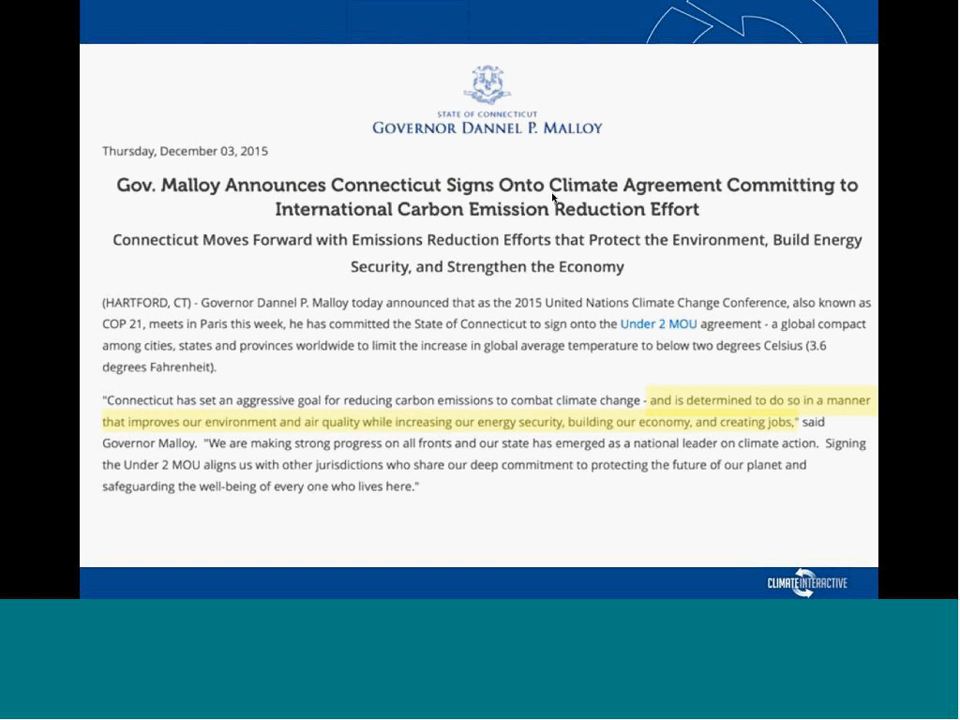 STATE OF CONNECTICUT
GOVERNOR DANNEL P. MALLOY
Thursday, December 03, 2015
Gov. Malloy Announces Connecticut Signs Onto Climate Agreement Committing to
International Carbon Emission Reduction Effort
Connecticut Moves Forward with Emissions Reduction Efforts that Protect the Environment, Build Energy
Security, and Strengthen the Economy
(HARTFORD, CT) - Governor Dannel P. Malloy today announced that as the 2015 United Nations Climate Change Conference, also known as
COP 21, meets in Paris this week, he has committed the State of Connecticut to sign onto the Under 2 MOU agreement - a global compact
among cities, states and provinces worldwide to limit the increase in global average temperature to below two degrees Celsius (3.6
degrees Fahrenheit).
"Connecticut has set an aggressive goal for reducing carbon emissions to combat climate change - and is determined to do so in a manner
that improves our environment and air quality while increasing our energy security, building our economy, and creating jobs," said
Governor Malloy. "We are making strong progress on all fronts and our state has emerged as a national leader on climate action. Signing
the Under 2 MOU aligns us with other jurisdictions who share our deep commitment to protecting the future of our planet and
safeguarding the well-being of every one who lives here."
CLIMATE INTERACTIVE